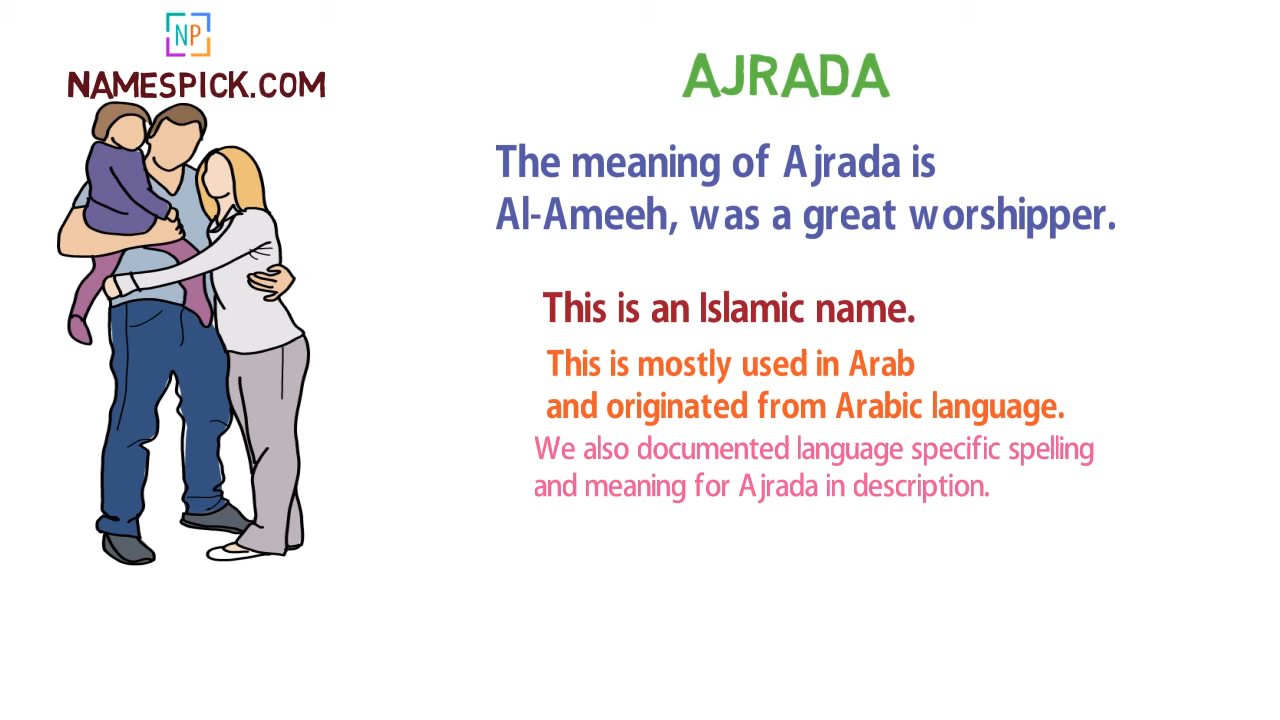 NP
NAMESPICK.COM
AJRADA
The meaning of Ajrada is
Al-Ameeh, was a great worshipper.
This is an Islamic name.
This is mostly used in Arab
and originated from Arabic language.
We also documented language specific spelling
and meaning for Ajrada in description.